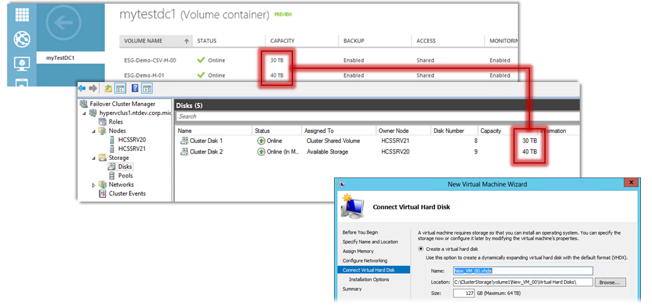 mytestdc1 (Volume container) PREVIEW
myTestDC1
VOLUME NAME STATUS CAPACITY BACKUP ACCESS MONITORING
ESG-Demo-CSV-H-00 Online 30 TB Enabled Shared Enabled
ESG-Demo-H-01 Online 40 TB Enabled Shared Enabled
Failover Cluster Manager
hypervclus1.ntdev.corp.mic
Roles
Nodes
HCSSRV20
HCSSRV21
Storage
Disks
Pools
Networks
Cluster Events
Disks (5)
Search
Name Status Assigned To Owner Node Disk Number Capacity
Cluster Disk 1 Online Cluster Shared Volume HCSSRV21 8 30 TB
Cluster Disk 2 Online (In M... Available Storage HCSSRV20 9 40 TB
New Virtual Machine Wizard
Connect Virtual Hard Disk
Before You Begin
Specify Name and Location
Assign Memory
Configure Networking
Connect Virtual Hard Disk
Installation Options
Summary
A virtual machine requires storage so that you can install an operating system. You can specify the
storage now or configure it later by modifying the virtual machine's properties.
Create a virtual hard disk
Use this option to create a dynamically expanding virtual hard disk with the default format (VHDX).
Name: New_VM_00.vhdx
Location: C:\ClusterStorage\volume1\New_VM_00\Virtual Hard Disks\ Browse...
Size: 127 GB (Maximum: 64 TB)